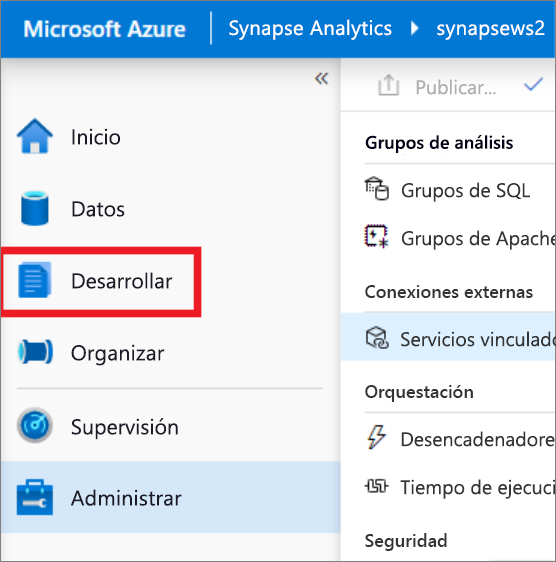 Microsoft Azure
Synapse Analytics
synapsews2
Inicio
Datos
Desarrollar
Organizar
Supervisión
Administrar
Publicar...
Grupos de análisis
Grupos de SQL
Grupos de Apache
Conexiones externas
Servicios vinculado
Orquestación
Desencadenadore
Tiempo de ejecuci
Seguridad